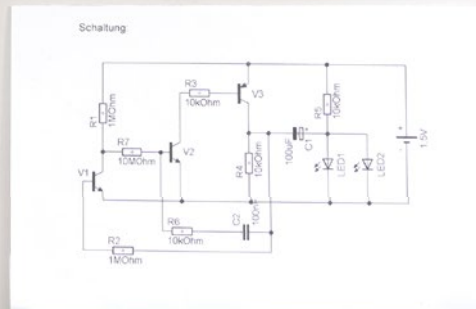 Schaltung
R3
10kOhm
V3
R1
1MOhm
R7
10MOhm
V2
R5
10kOhm
100uF
C1
R4
10kOhm
LED1
LED2
1.5V
V1
R6
10kOhm
C2
100nF
R2
1MOhm